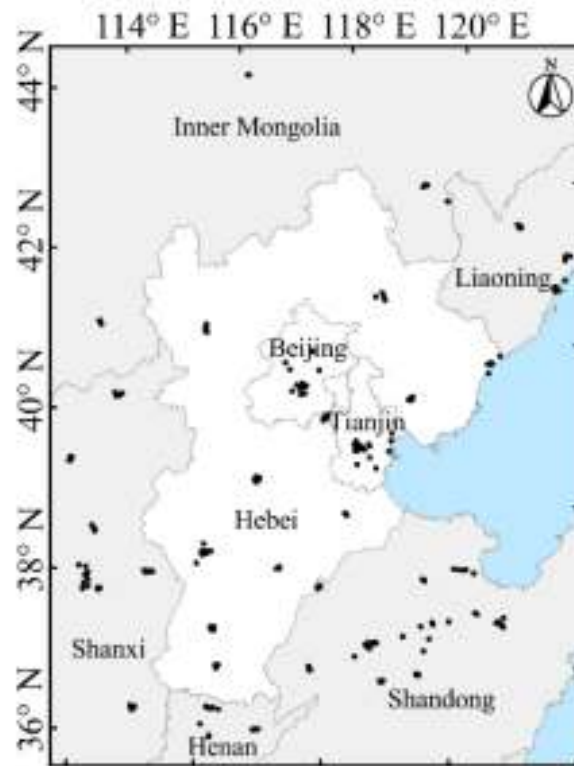 114° E 116° E 118° E 120° E
44° N
N
Inner Mongolia
42° N
Liaoning
Beijing
40° N
Tianjin
Hebei
38° N
Shanxi
Shandong
36° N
Henan